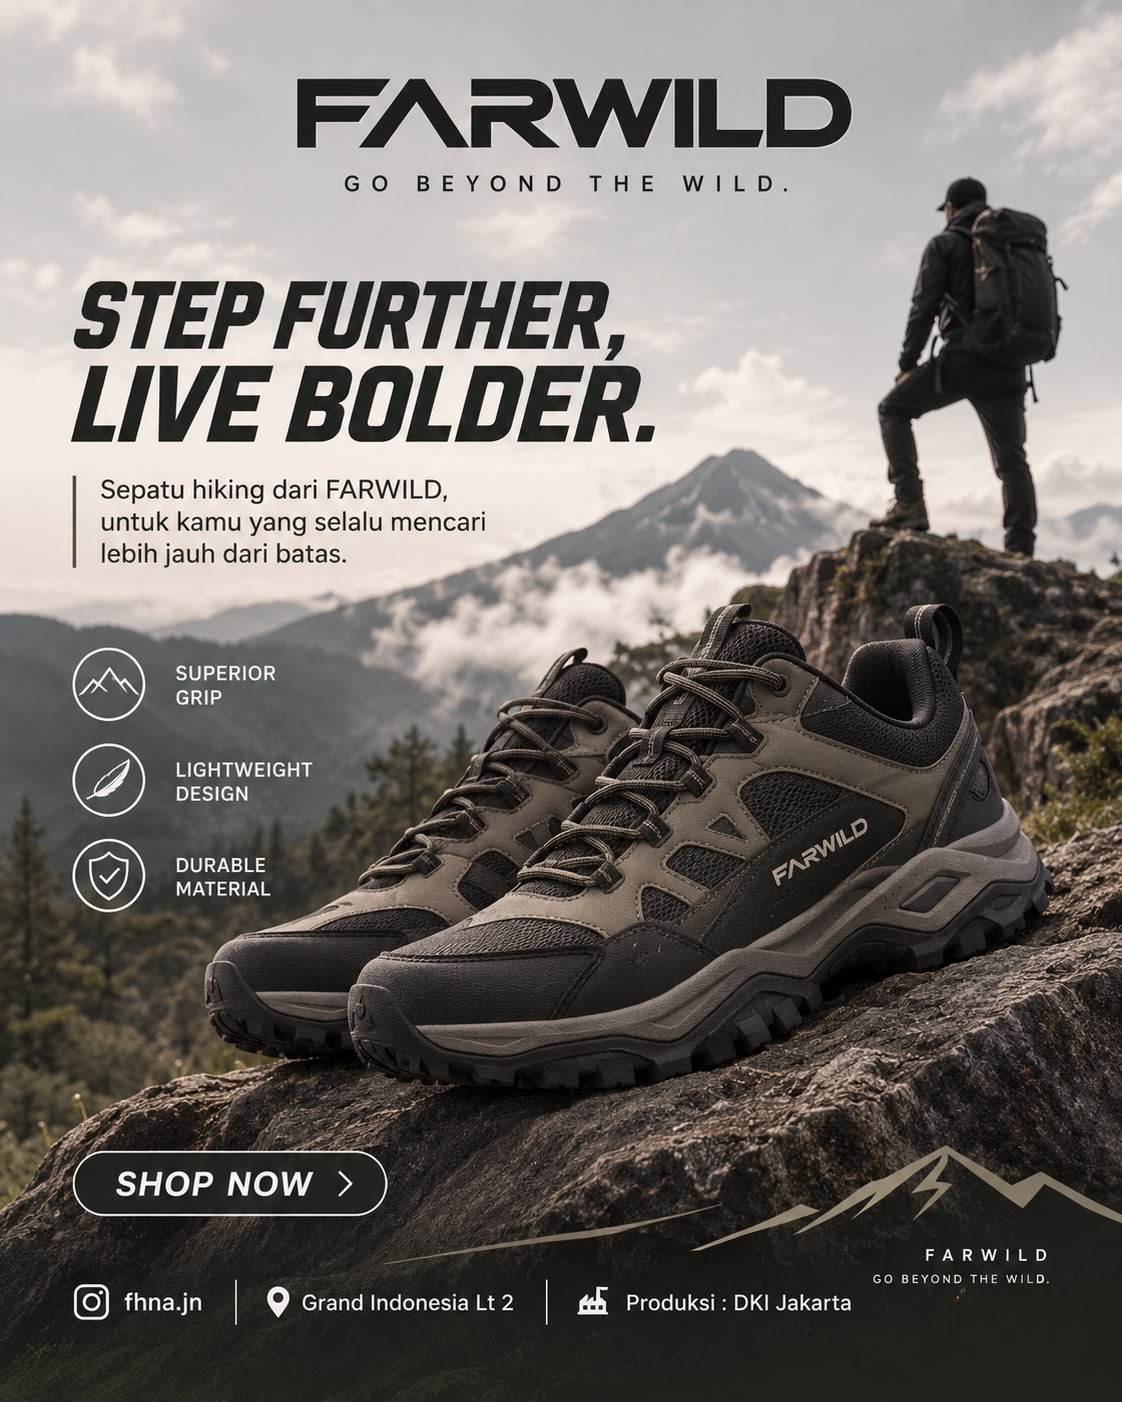 FARWILD
GO BEYOND THE WILD.
STEP FURTHER,
LIVE BOLDER.
Sepatu hiking dari FARWILD,
untuk kamu yang selalu mencari
lebih jauh dari batas.
SUPERIOR
GRIP
LIGHTWEIGHT
DESIGN
DURABLE
MATERIAL
FARWILD
SHOP NOW
FARWILD
GO BEYOND THE WILD.
fhna.jn
Grand Indonesia Lt 2
Produksi : DKI Jakarta